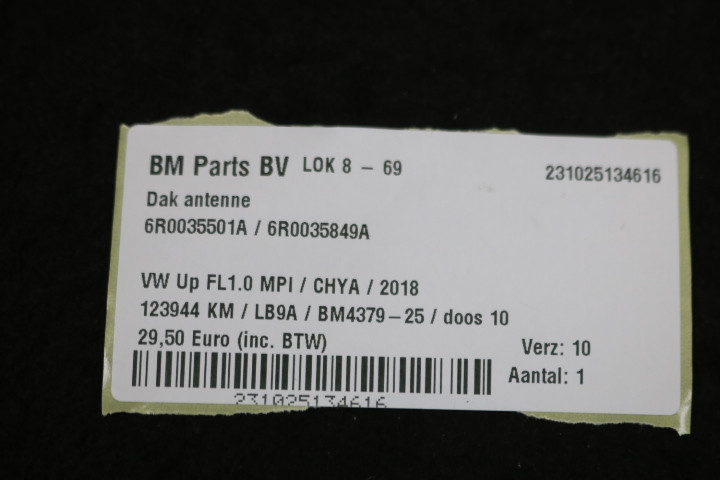 BM Parts BV LOK 8 - 69 231025134616
Dak antenne
6R0035501A / 6R0035849A
VW Up FL1.0 MPI / CHYA / 2018
123944 KM / LB9A / BM4379-25 / doos 10
29,50 Euro (inc. BTW) Verz: 10
Aantal: 1
231025134616